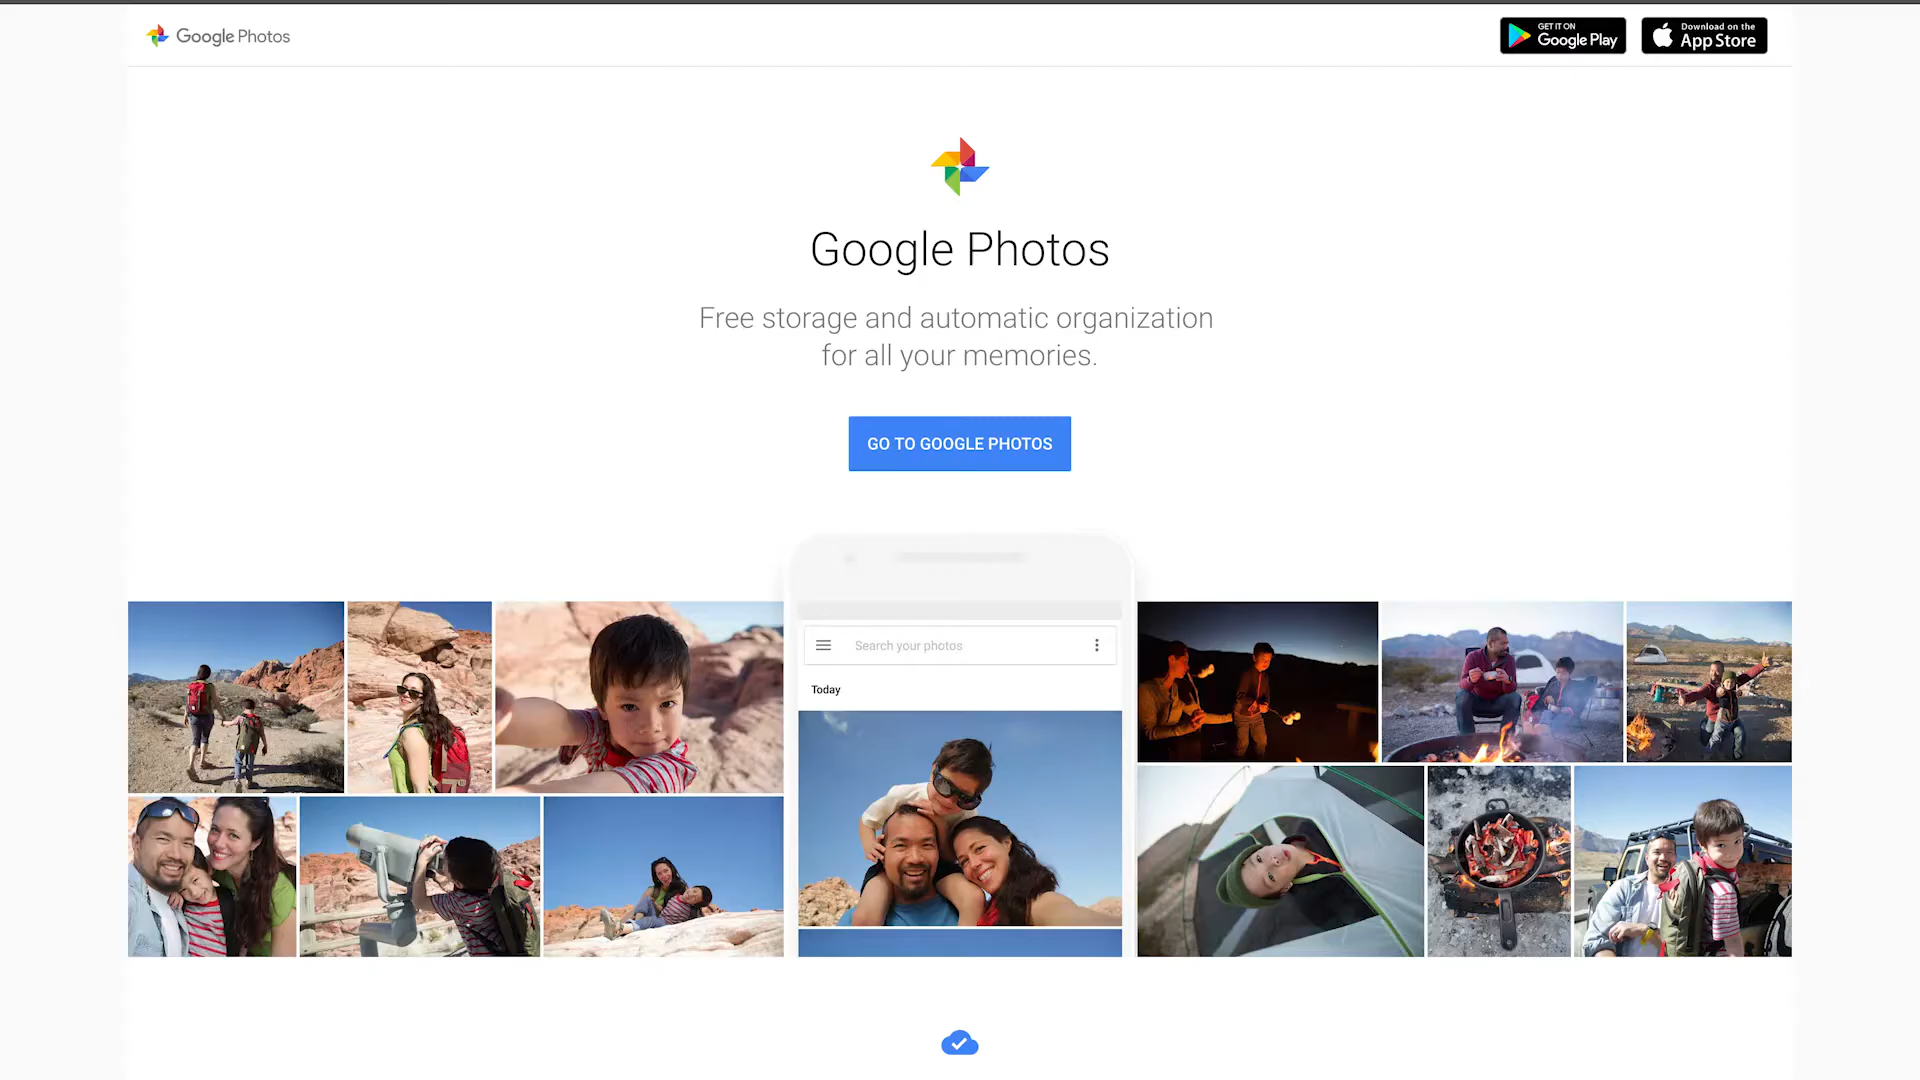 Google Photos
GET IT ON
Google Play
Download on the
App Store
Google Photos
Free storage and automatic organization
for all your memories.
GO TO GOOGLE PHOTOS
Search your photos
Today